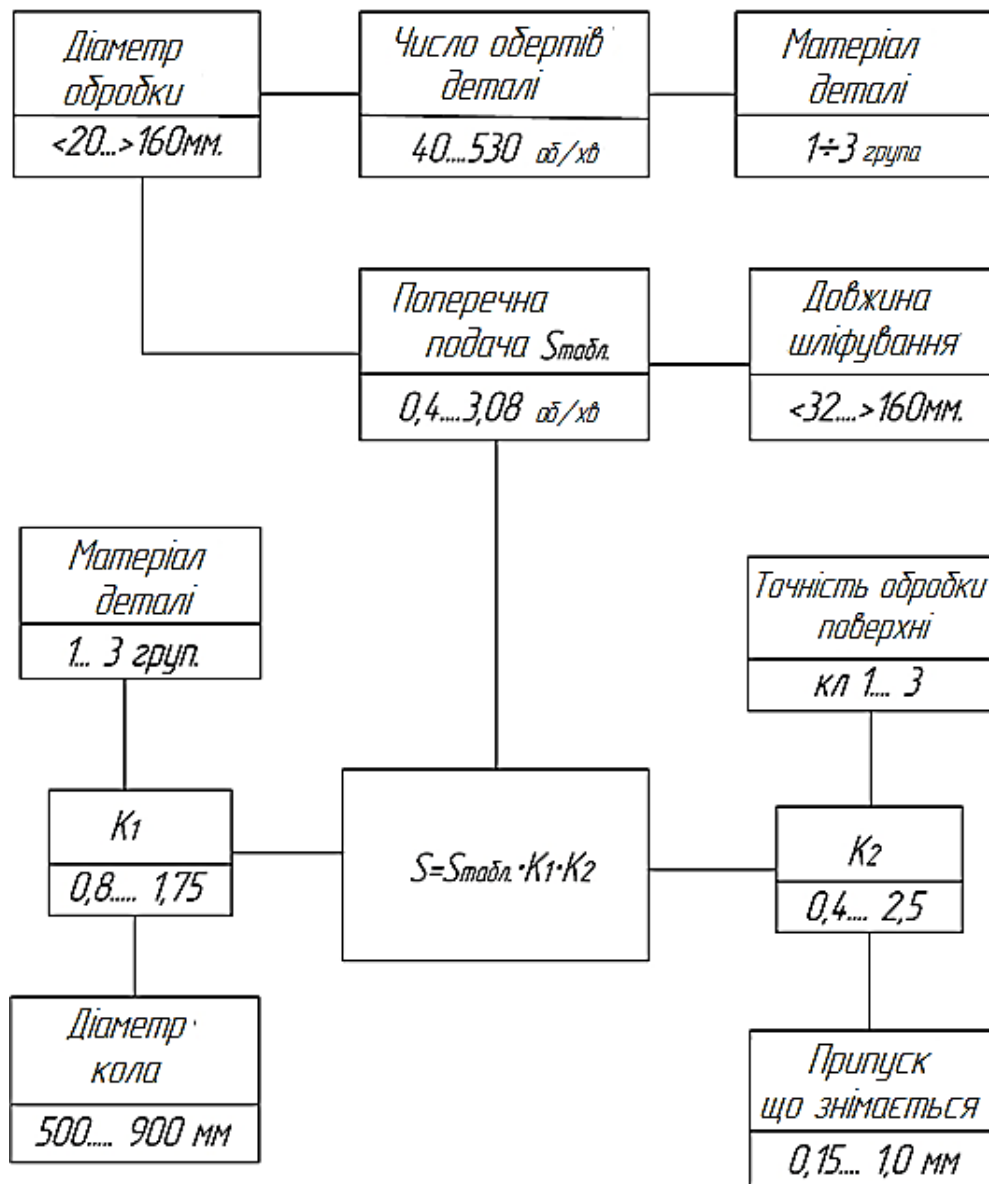 Діаметр
обробки
<20...>160мм.
Число обертів
деталі
40....530 об/хв
Матеріал
деталі
1÷3 група
Поперечна
подача Sтабл.
0,4....3,08 об/хв
Довжина
шліфування
<32....>160мм.
Матеріал
деталі
1... 3 груп.
Точність обробки
поверхні
кл 1.... 3
K1
0,8..... 1,75
S=Sтабл.·K1·K2
K2
0,4.... 2,5
Діаметр
кола
500..... 900 мм
Припуск
що знімається
0,15.... 1,0 мм